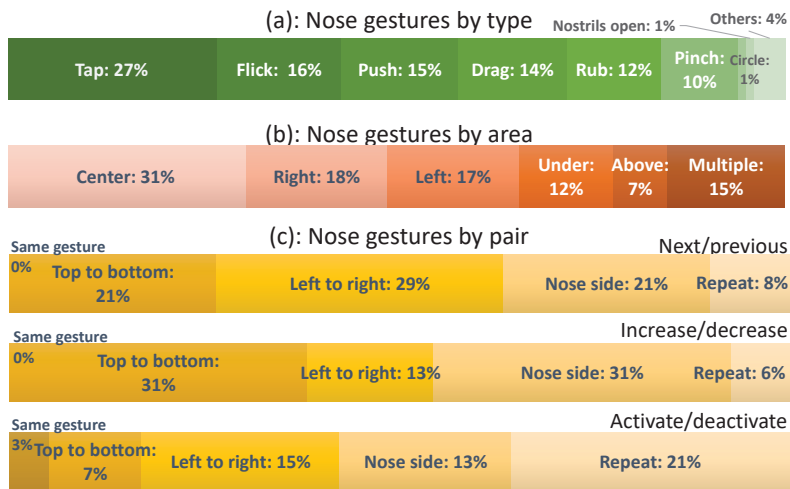 (a): Nose gestures by type
Nostrils open: 1%
Others: 4%
Tap: 27%
Flick: 16%
Push: 15%
Drag: 14%
Rub: 12%
Pinch:
10%
Circle:
1%
(b): Nose gestures by area
Center: 31%
Right: 18%
Left: 17%
Under:
12%
Above:
7%
Multiple:
15%
(c): Nose gestures by pair
Next/previous
Same gesture
0%
Top to bottom:
21%
Left to right: 29%
Nose side: 21%
Repeat: 8%
Increase/decrease
Same gesture
0%
Top to bottom:
31%
Left to right: 13%
Nose side: 31%
Repeat: 6%
Activate/deactivate
Same gesture
3%
Top to bottom:
7%
Left to right: 15%
Nose side: 13%
Repeat: 21%